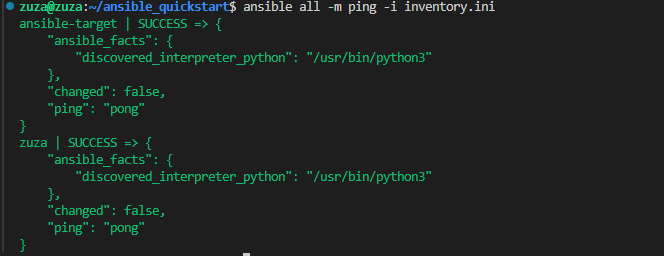 zuza@zuza:~/ansible_quickstart$ ansible all -m ping -i inventory.ini
ansible-target | SUCCESS => {
    "ansible_facts": {
        "discovered_interpreter_python": "/usr/bin/python3"
    },
    "changed": false,
    "ping": "pong"
}
zuza | SUCCESS => {
    "ansible_facts": {
        "discovered_interpreter_python": "/usr/bin/python3"
    },
    "changed": false,
    "ping": "pong"
}